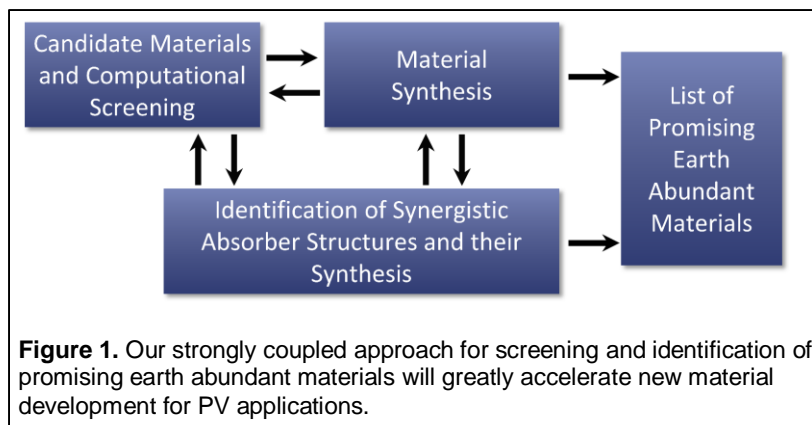 Candidate Materials
and Computational
Screening
Material
Synthesis
List of
Promising
Earth
Abundant
Materials
Identification of Synergistic
Absorber Structures and their
Synthesis
Figure 1. Our strongly coupled approach for screening and identification of
promising earth abundant materials will greatly accelerate new material
development for PV applications.